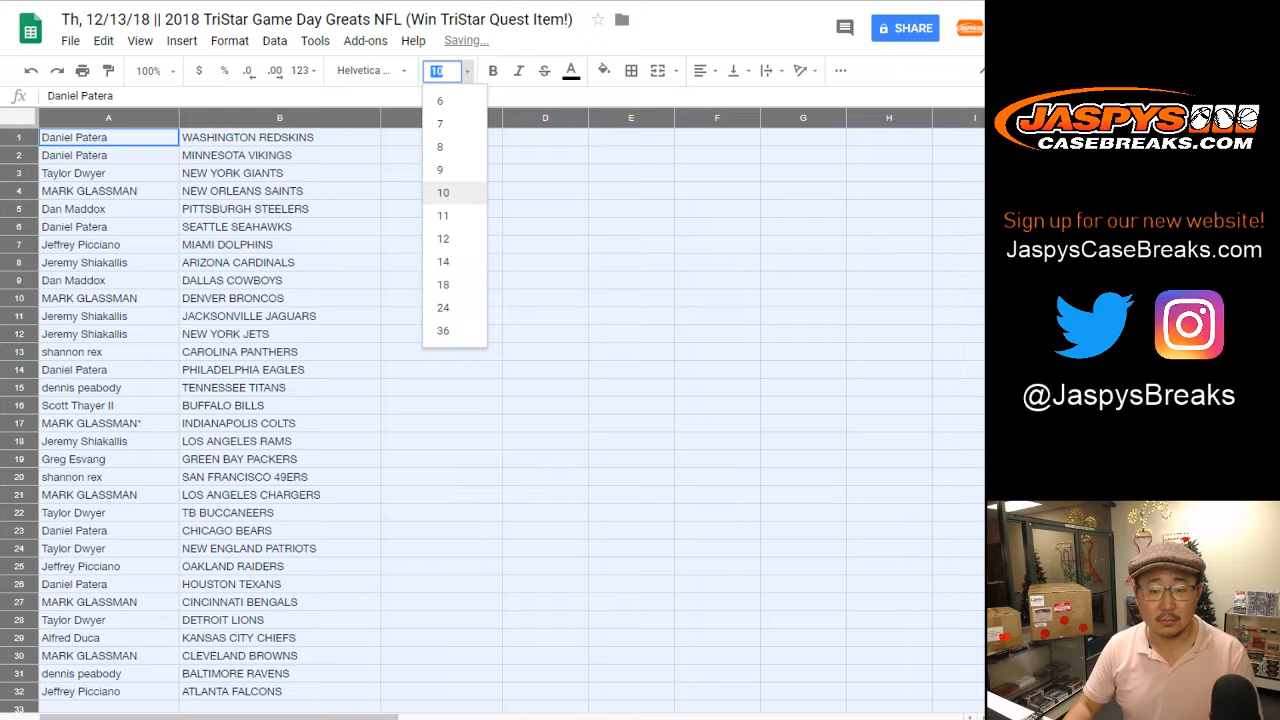 Th, 12/13/18 || 2018 TriStar Game Day Greats NFL (Win TriStar Quest Item!)
File Edit View Insert Format Data Tools Add-ons Help Saving...
SHARE
100% $ % .0 .00 123 Helvetica ... 10 B I A
fx Daniel Patera
A B D E F G H I
1 Daniel Patera WASHINGTON REDSKINS
2 Daniel Patera MINNESOTA VIKINGS
3 Taylor Dwyer NEW YORK GIANTS
4 MARK GLASSMAN NEW ORLEANS SAINTS
5 Dan Maddox PITTSBURGH STEELERS
6 Daniel Patera SEATTLE SEAHAWKS
7 Jeffrey Picciano MIAMI DOLPHINS
8 Jeremy Shiakallis ARIZONA CARDINALS
9 Dan Maddox DALLAS COWBOYS
10 MARK GLASSMAN DENVER BRONCOS
11 Jeremy Shiakallis JACKSONVILLE JAGUARS
12 Jeremy Shiakallis NEW YORK JETS
13 shannon rex CAROLINA PANTHERS
14 Daniel Patera PHILADELPHIA EAGLES
15 dennis peabody TENNESSEE TITANS
16 Scott Thayer II BUFFALO BILLS
17 MARK GLASSMAN* INDIANAPOLIS COLTS
18 Jeremy Shiakallis LOS ANGELES RAMS
19 Greg Esvang GREEN BAY PACKERS
20 shannon rex SAN FRANCISCO 49ERS
21 MARK GLASSMAN LOS ANGELES CHARGERS
22 Taylor Dwyer TB BUCCANEERS
23 Daniel Patera CHICAGO BEARS
24 Taylor Dwyer NEW ENGLAND PATRIOTS
25 Jeffrey Picciano OAKLAND RAIDERS
26 Daniel Patera HOUSTON TEXANS
27 MARK GLASSMAN CINCINNATI BENGALS
28 Taylor Dwyer DETROIT LIONS
29 Alfred Duca KANSAS CITY CHIEFS
30 MARK GLASSMAN CLEVELAND BROWNS
31 dennis peabody BALTIMORE RAVENS
32 Jeffrey Picciano ATLANTA FALCONS
33
6
7
8
9
10
11
12
14
18
24
36
JASPYS
CASEBREAKS.COM
Sign up for our new website!
JaspysCaseBreaks.com
@JaspysBreaks